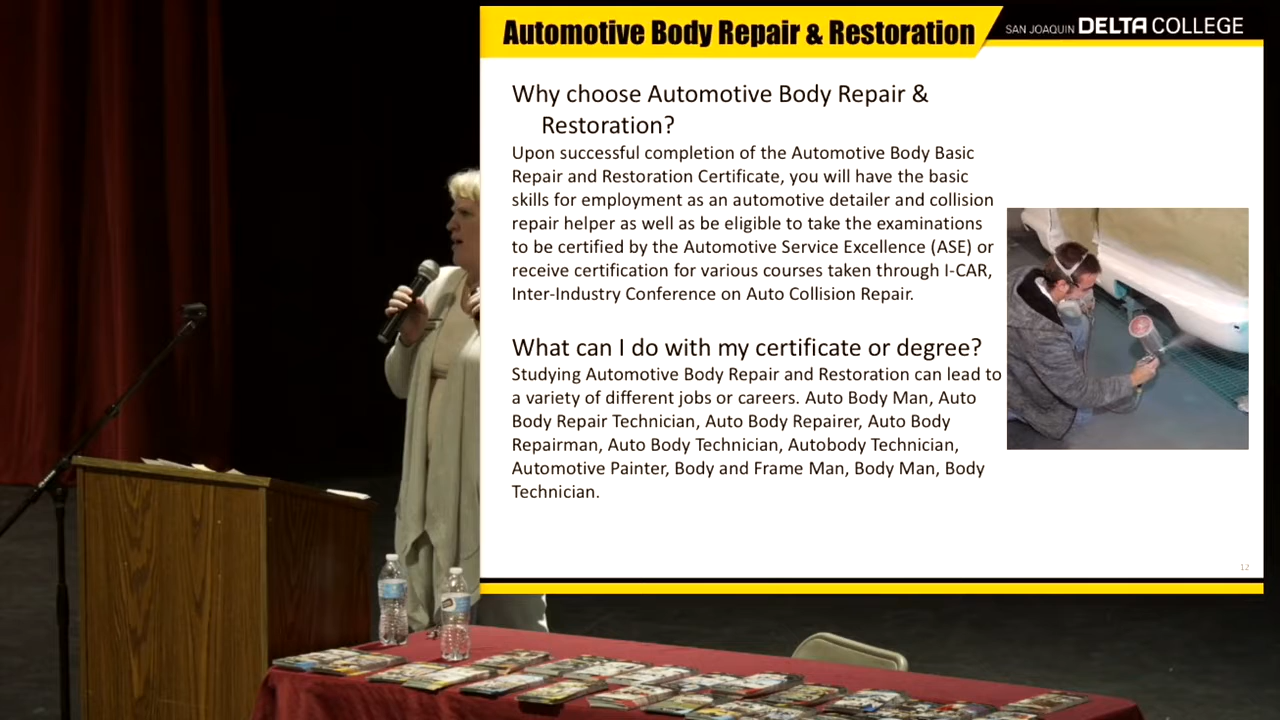 Automotive Body Repair & Restoration
SAN JOAQUIN DELTA COLLEGE
Why choose Automotive Body Repair &
Restoration?
Upon successful completion of the Automotive Body Basic
Repair and Restoration Certificate, you will have the basic
skills for employment as an automotive detailer and collision
repair helper as well as be eligible to take the examinations
to be certified by the Automotive Service Excellence (ASE) or
receive certification for various courses taken through I-CAR,
Inter-Industry Conference on Auto Collision Repair.
What can I do with my certificate or degree?
Studying Automotive Body Repair and Restoration can lead to
a variety of different jobs or careers. Auto Body Man, Auto
Body Repair Technician, Auto Body Repairer, Auto Body
Repairman, Auto Body Technician, Autobody Technician,
Automotive Painter, Body and Frame Man, Body Man, Body
Technician.
12